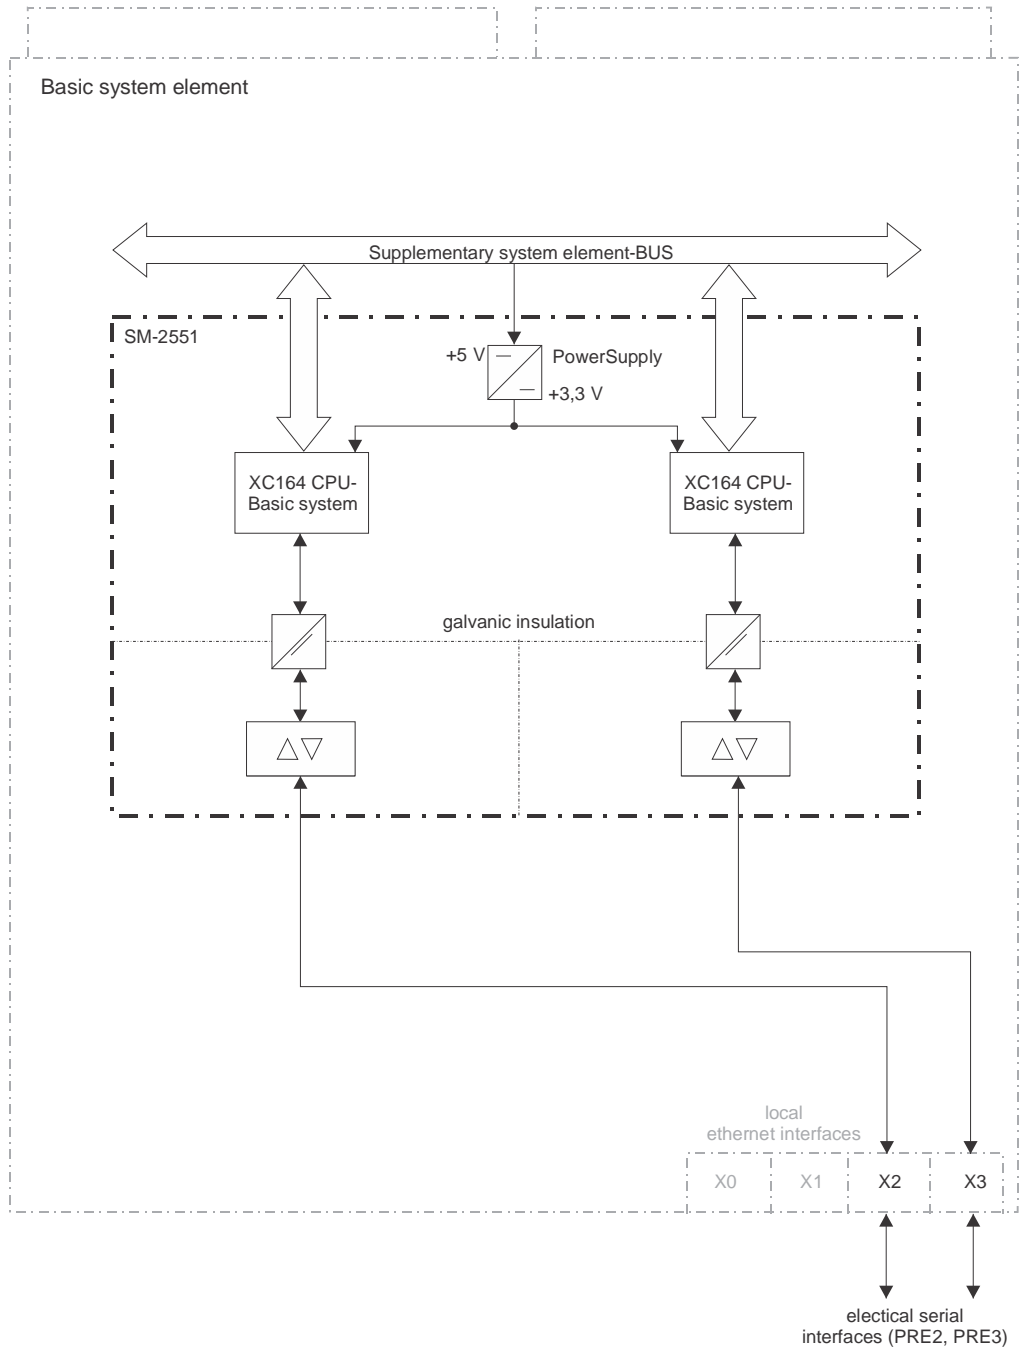 Basic system element
Supplementary system element-BUS
SM-2551
+5 V
PowerSupply
+3,3 V
XC164 CPU-
Basic system
XC164 CPU-
Basic system
galvanic insulation
local
ethernet interfaces
X0
X1
X2
X3
electical serial
interfaces (PRE2, PRE3)